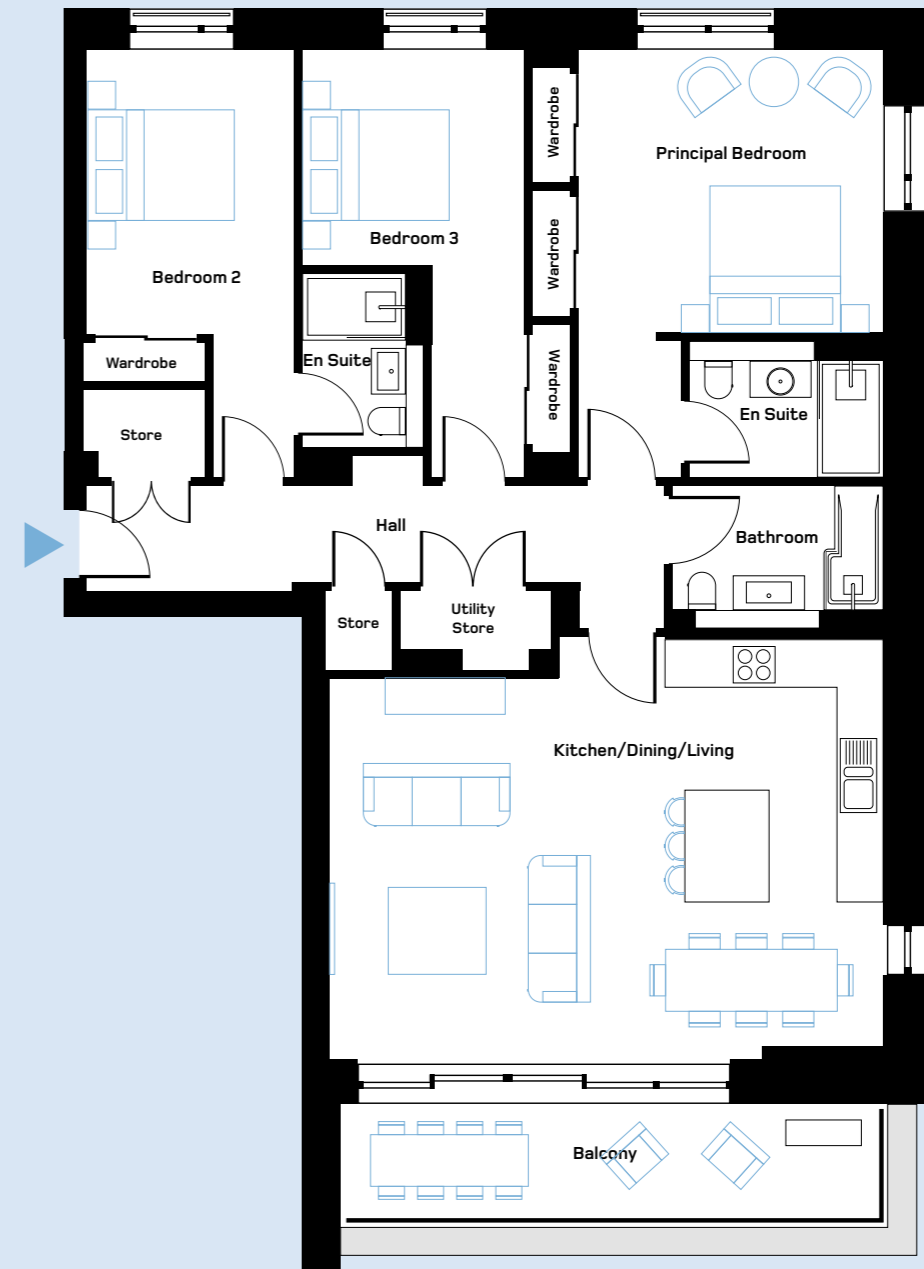 Wardrobe
Principal Bedroom
Bedroom 3
Wardrobe
Bedroom 2
En Suite
Wardrobe
Wardrobe
En Suite
Store
Hall
Bathroom
Store
Utility
Store
Kitchen/Dining/Living
Balcony